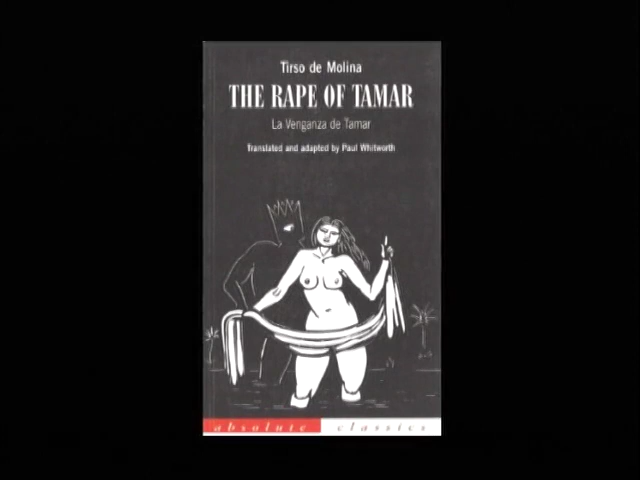 Tirso de Molina
THE RAPE OF TAMAR
La Venganza de Tamar
Translated and adapted by Paul Whitworth
absolute classics